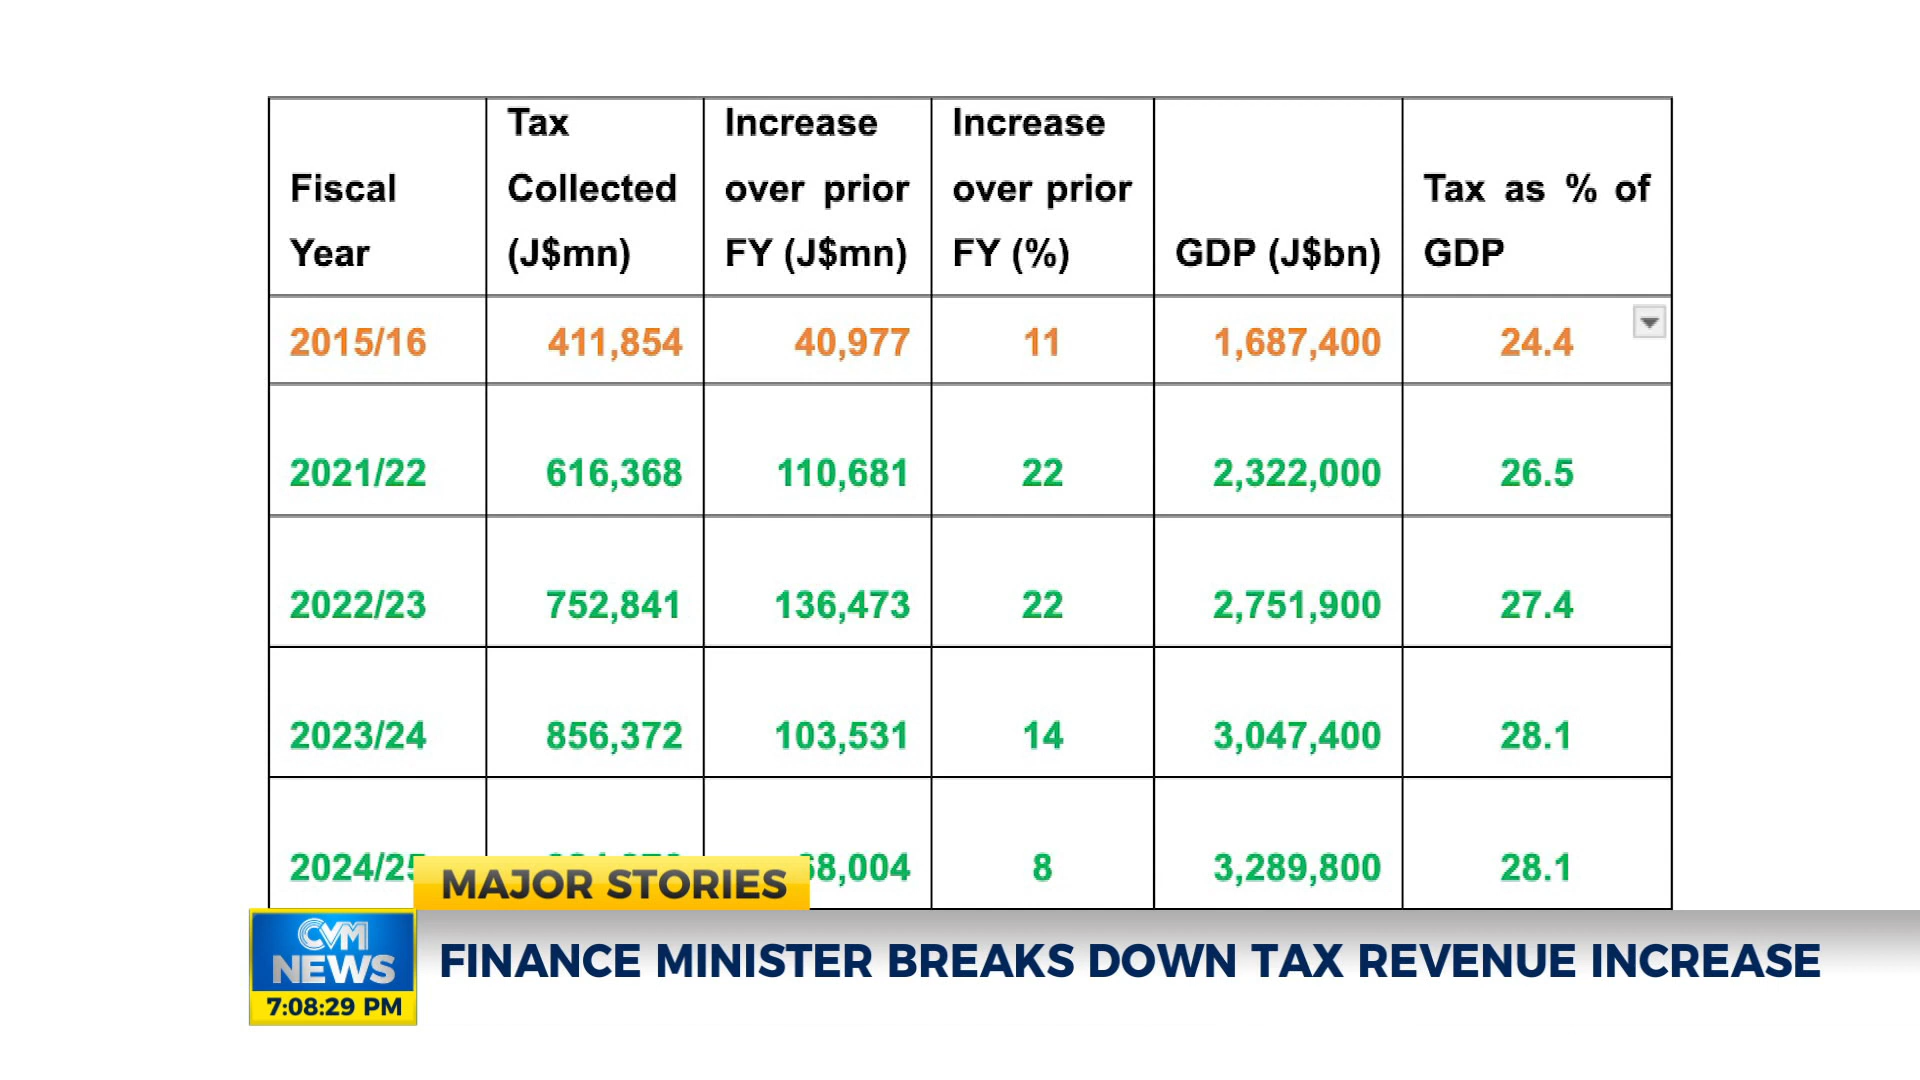 Fiscal Year Tax Collected (J$mn) Increase over prior FY (J$mn) Increase over prior FY (%) GDP (J$bn) Tax as % of GDP
2015/16 411,854 40,977 11 1,687,400 24.4
2021/22 616,368 110,681 22 2,322,000 26.5
2022/23 752,841 136,473 22 2,751,900 27.4
2023/24 856,372 103,531 14 3,047,400 28.1
8 3,289,800 28.1
MAJOR STORIES
CVM NEWS
FINANCE MINISTER BREAKS DOWN TAX REVENUE INCREASE
7:08:29 PM